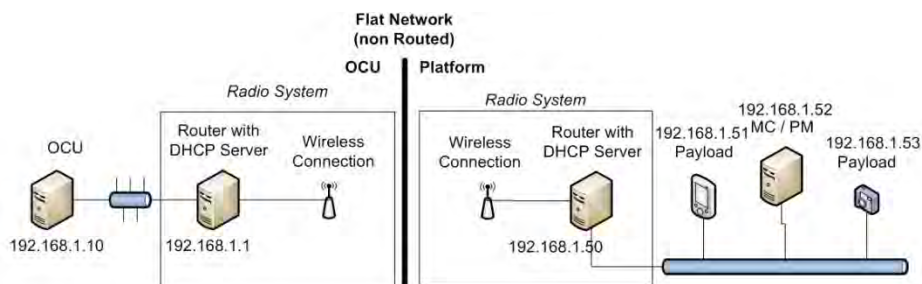 Flat Network
(non Routed)
OCU
Platform
Radio System
Radio System
OCU
Router with
DHCP Server
Wireless
Connection
Wireless
Connection
Router with
DHCP Server
192.168.1.51
Payload
192.168.1.52
MC / PM
192.168.1.53
Payload
192.168.1.10
192.168.1.1
192.168.1.50